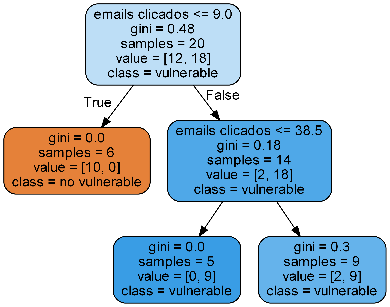 emails clicados <= 9.0
gini = 0.48
samples = 20
value = [12, 18]
class = vulnerable
True
False
gini = 0.0
samples = 6
value = [10, 0]
class = no vulnerable
emails clicados <= 38.5
gini = 0.18
samples = 14
value = [2, 18]
class = vulnerable
gini = 0.0
samples = 5
value = [0, 9]
class = vulnerable
gini = 0.3
samples = 9
value = [2, 9]
class = vulnerable